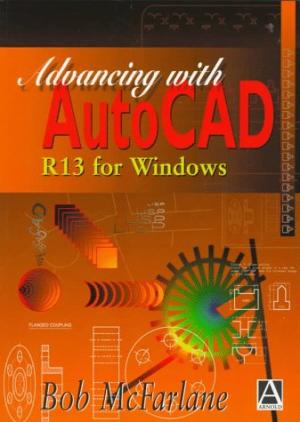 Advancing with
AutoCAD
R13 for Windows
FLANGED COUPLING
Bob McFarlane
A
ARNOLD